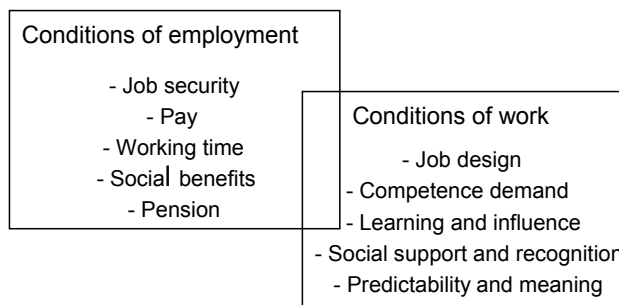 Conditions of employment
- Job security
- Pay
- Working time
- Social benefits
- Pension
Conditions of work
- Job design
- Competence demand
- Learning and influence
- Social support and recognition
- Predictability and meaning